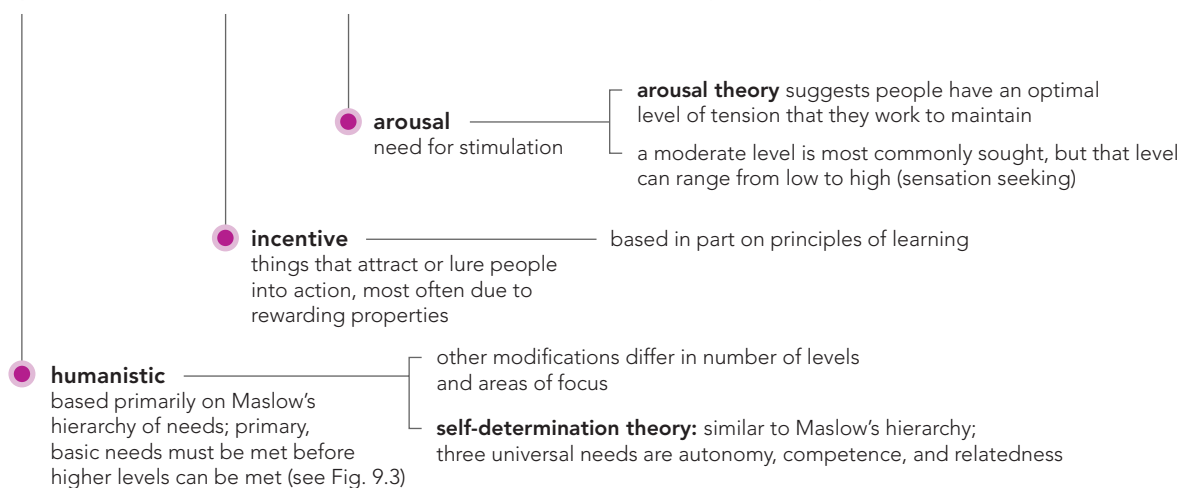 arousal
need for stimulation
arousal theory suggests people have an optimal
level of tension that they work to maintain
a moderate level is most commonly sought, but that level
can range from low to high (sensation seeking)
incentive
things that attract or lure people
into action, most often due to
rewarding properties
based in part on principles of learning
humanistic
based primarily on Maslow's
hierarchy of needs; primary,
basic needs must be met before
higher levels can be met (see Fig. 9.3)
other modifications differ in number of levels
and areas of focus
self-determination theory: similar to Maslow's hierarchy;
three universal needs are autonomy, competence, and relatedness